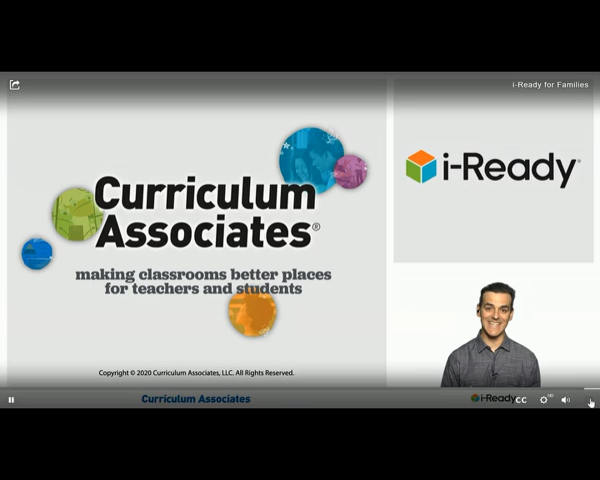 i-Ready for Families
Curriculum
Associates®
making classrooms better places
for teachers and students
Copyright © 2020 Curriculum Associates, LLC. All Rights Reserved.
i-Ready®
Curriculum Associates
i-Ready
CC
HD